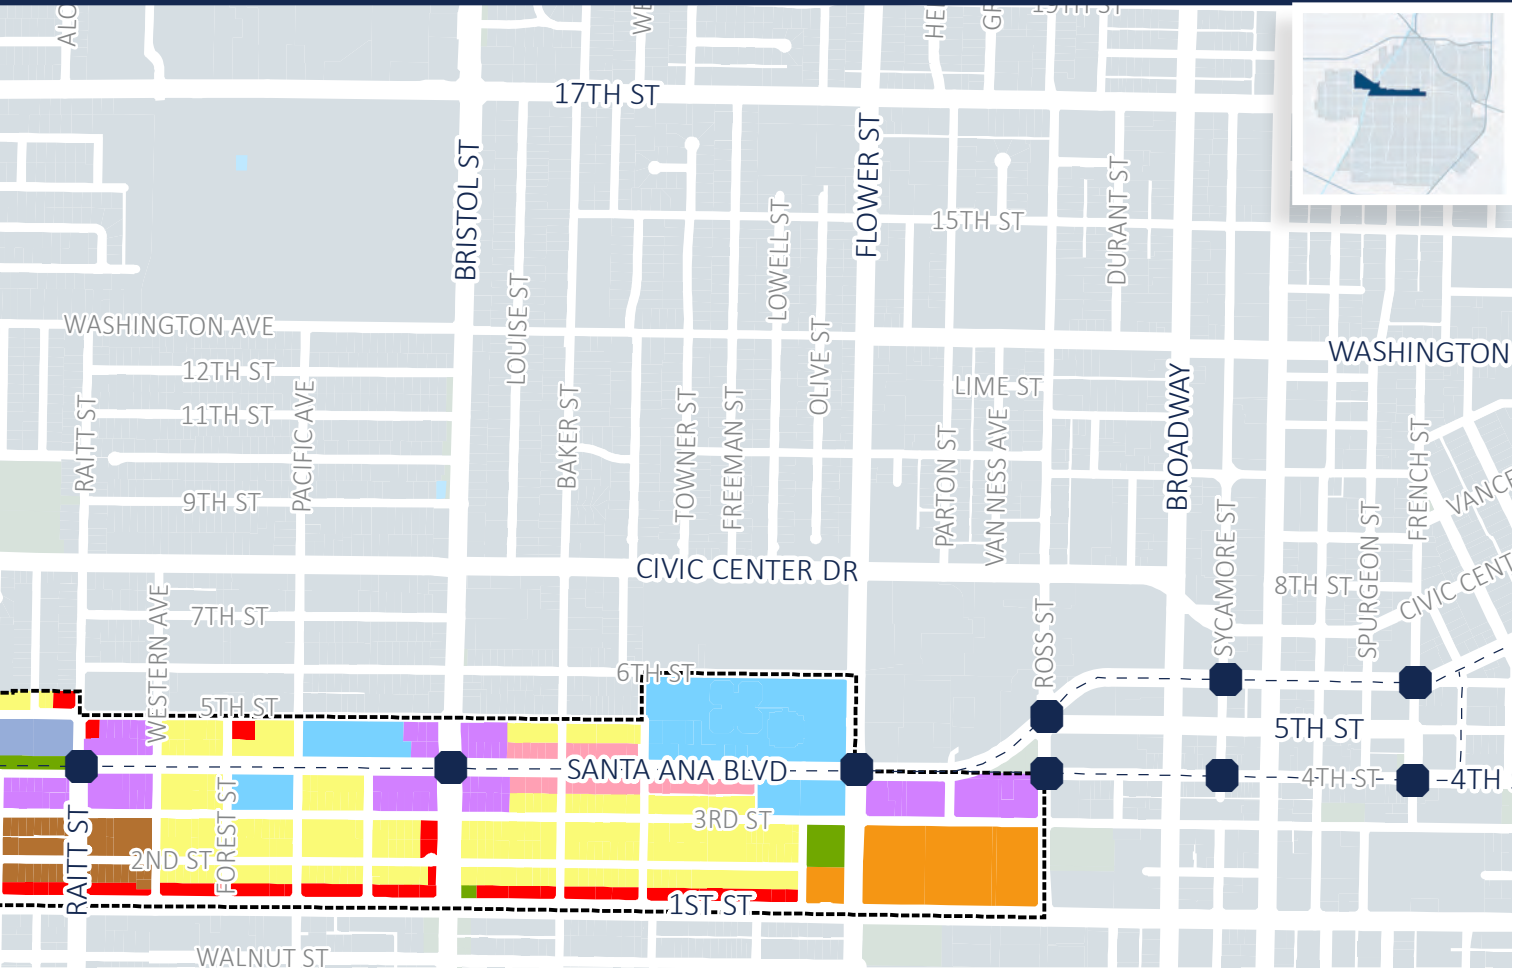 17TH ST
BRISTOL ST
FLOWER ST
15TH ST
DURANT ST
LOWELL ST
LOUISE ST
OLIVE ST
WASHINGTON AVE
WASHINGTON
12TH ST
11TH ST
9TH ST
RAITT ST
PACIFIC AVE
BAKER ST
TOWNER ST
FREEMAN ST
LIME ST
PARTON ST
VAN NESS AVE
BROADWAY
FRENCH ST
VANCE
SYCAMORE ST
SPURGEON ST
CIVIC CENTER DR
8TH ST
CIVIC CENT
7TH ST
WESTERN AVE
ROSS ST
6TH ST
5TH ST
5TH ST
SANTA ANA BLVD
4TH ST
4TH
FOREST ST
3RD ST
2ND ST
RAITT ST
1ST ST
WALNUT ST